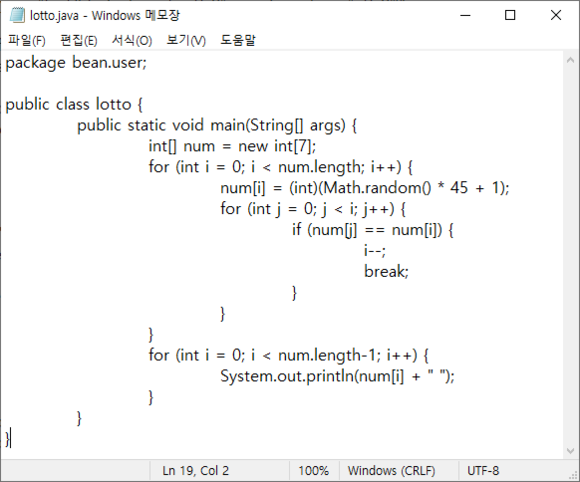 lotto.java - Windows 메모장
파일(F) 편집(E) 서식(O) 보기(V) 도움말
package bean.user;

public class lotto {
	public static void main(String[] args) {
		int[] num = new int[7];
		for (int i = 0; i < num.length; i++) {
			num[i] = (int)(Math.random() * 45 + 1);
			for (int j = 0; j < i; j++) {
				if (num[j] == num[i]) {
					i--;
					break;
				}
			}
		}
		for (int i = 0; i < num.length-1; i++) {
			System.out.println(num[i] + " ");
		}
	}
}
Ln 19, Col 2 100% Windows (CRLF) UTF-8